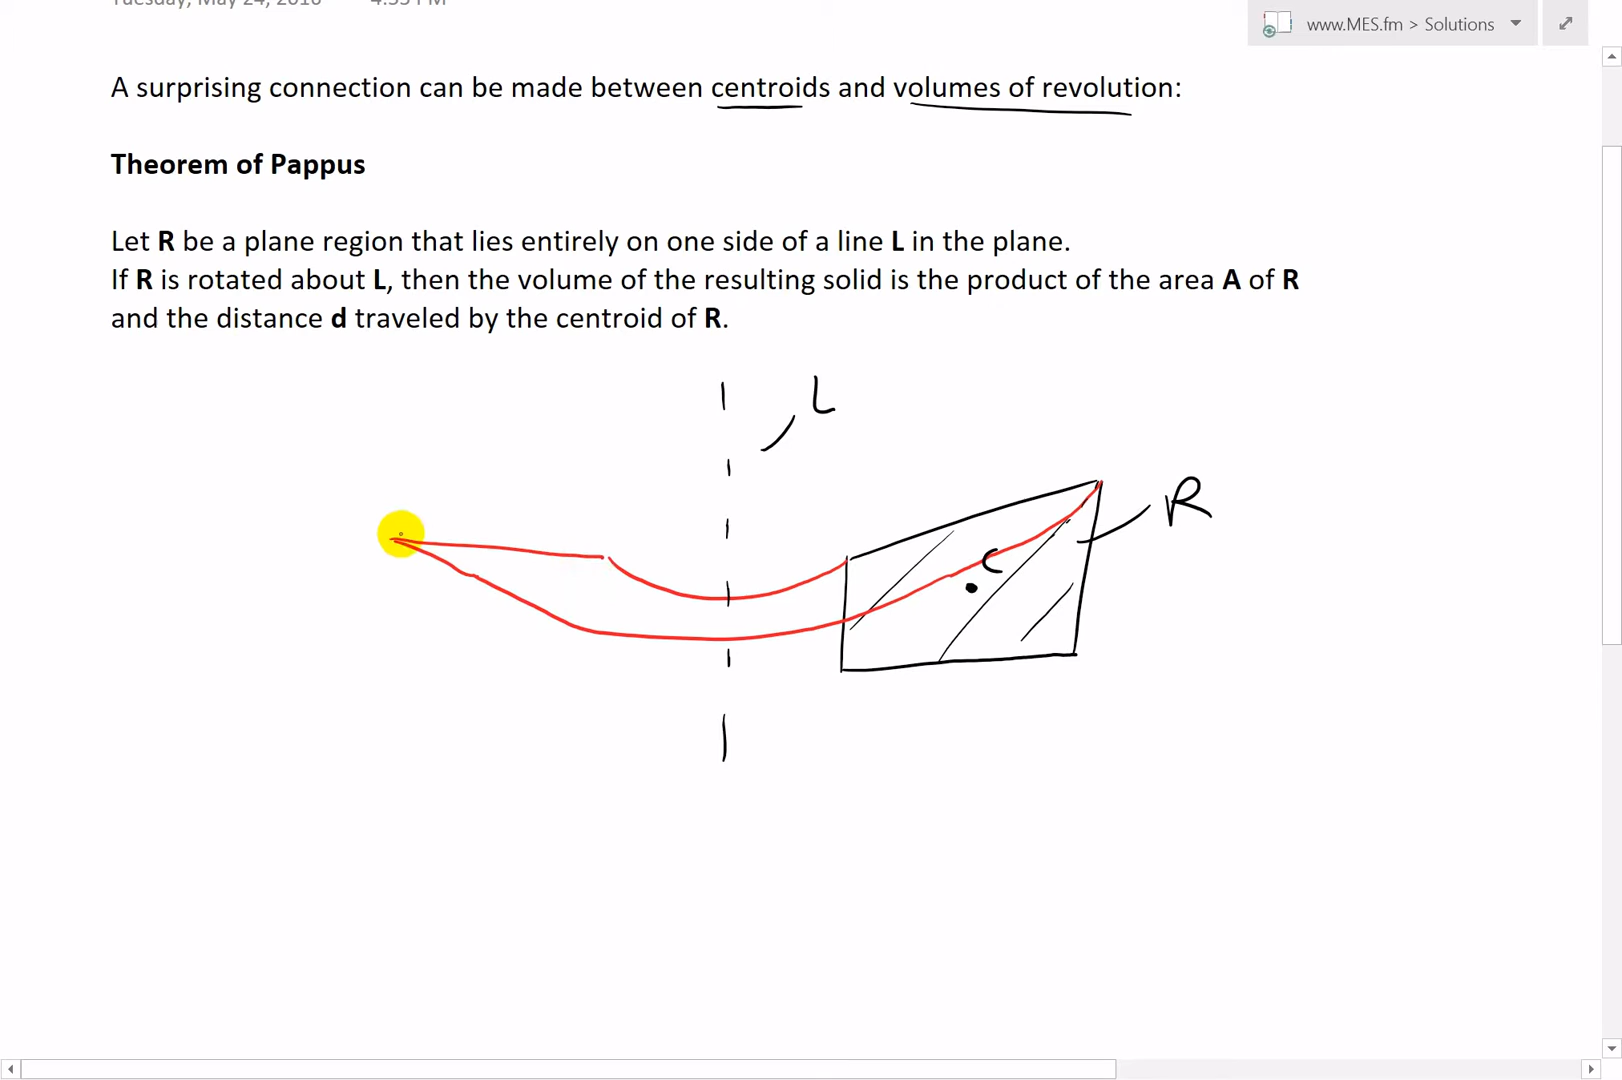 www.MES.fm > Solutions
A surprising connection can be made between centroids and volumes of revolution:
Theorem of Pappus
Let R be a plane region that lies entirely on one side of a line L in the plane.
If R is rotated about L, then the volume of the resulting solid is the product of the area A of R
and the distance d traveled by the centroid of R.
L
R
C